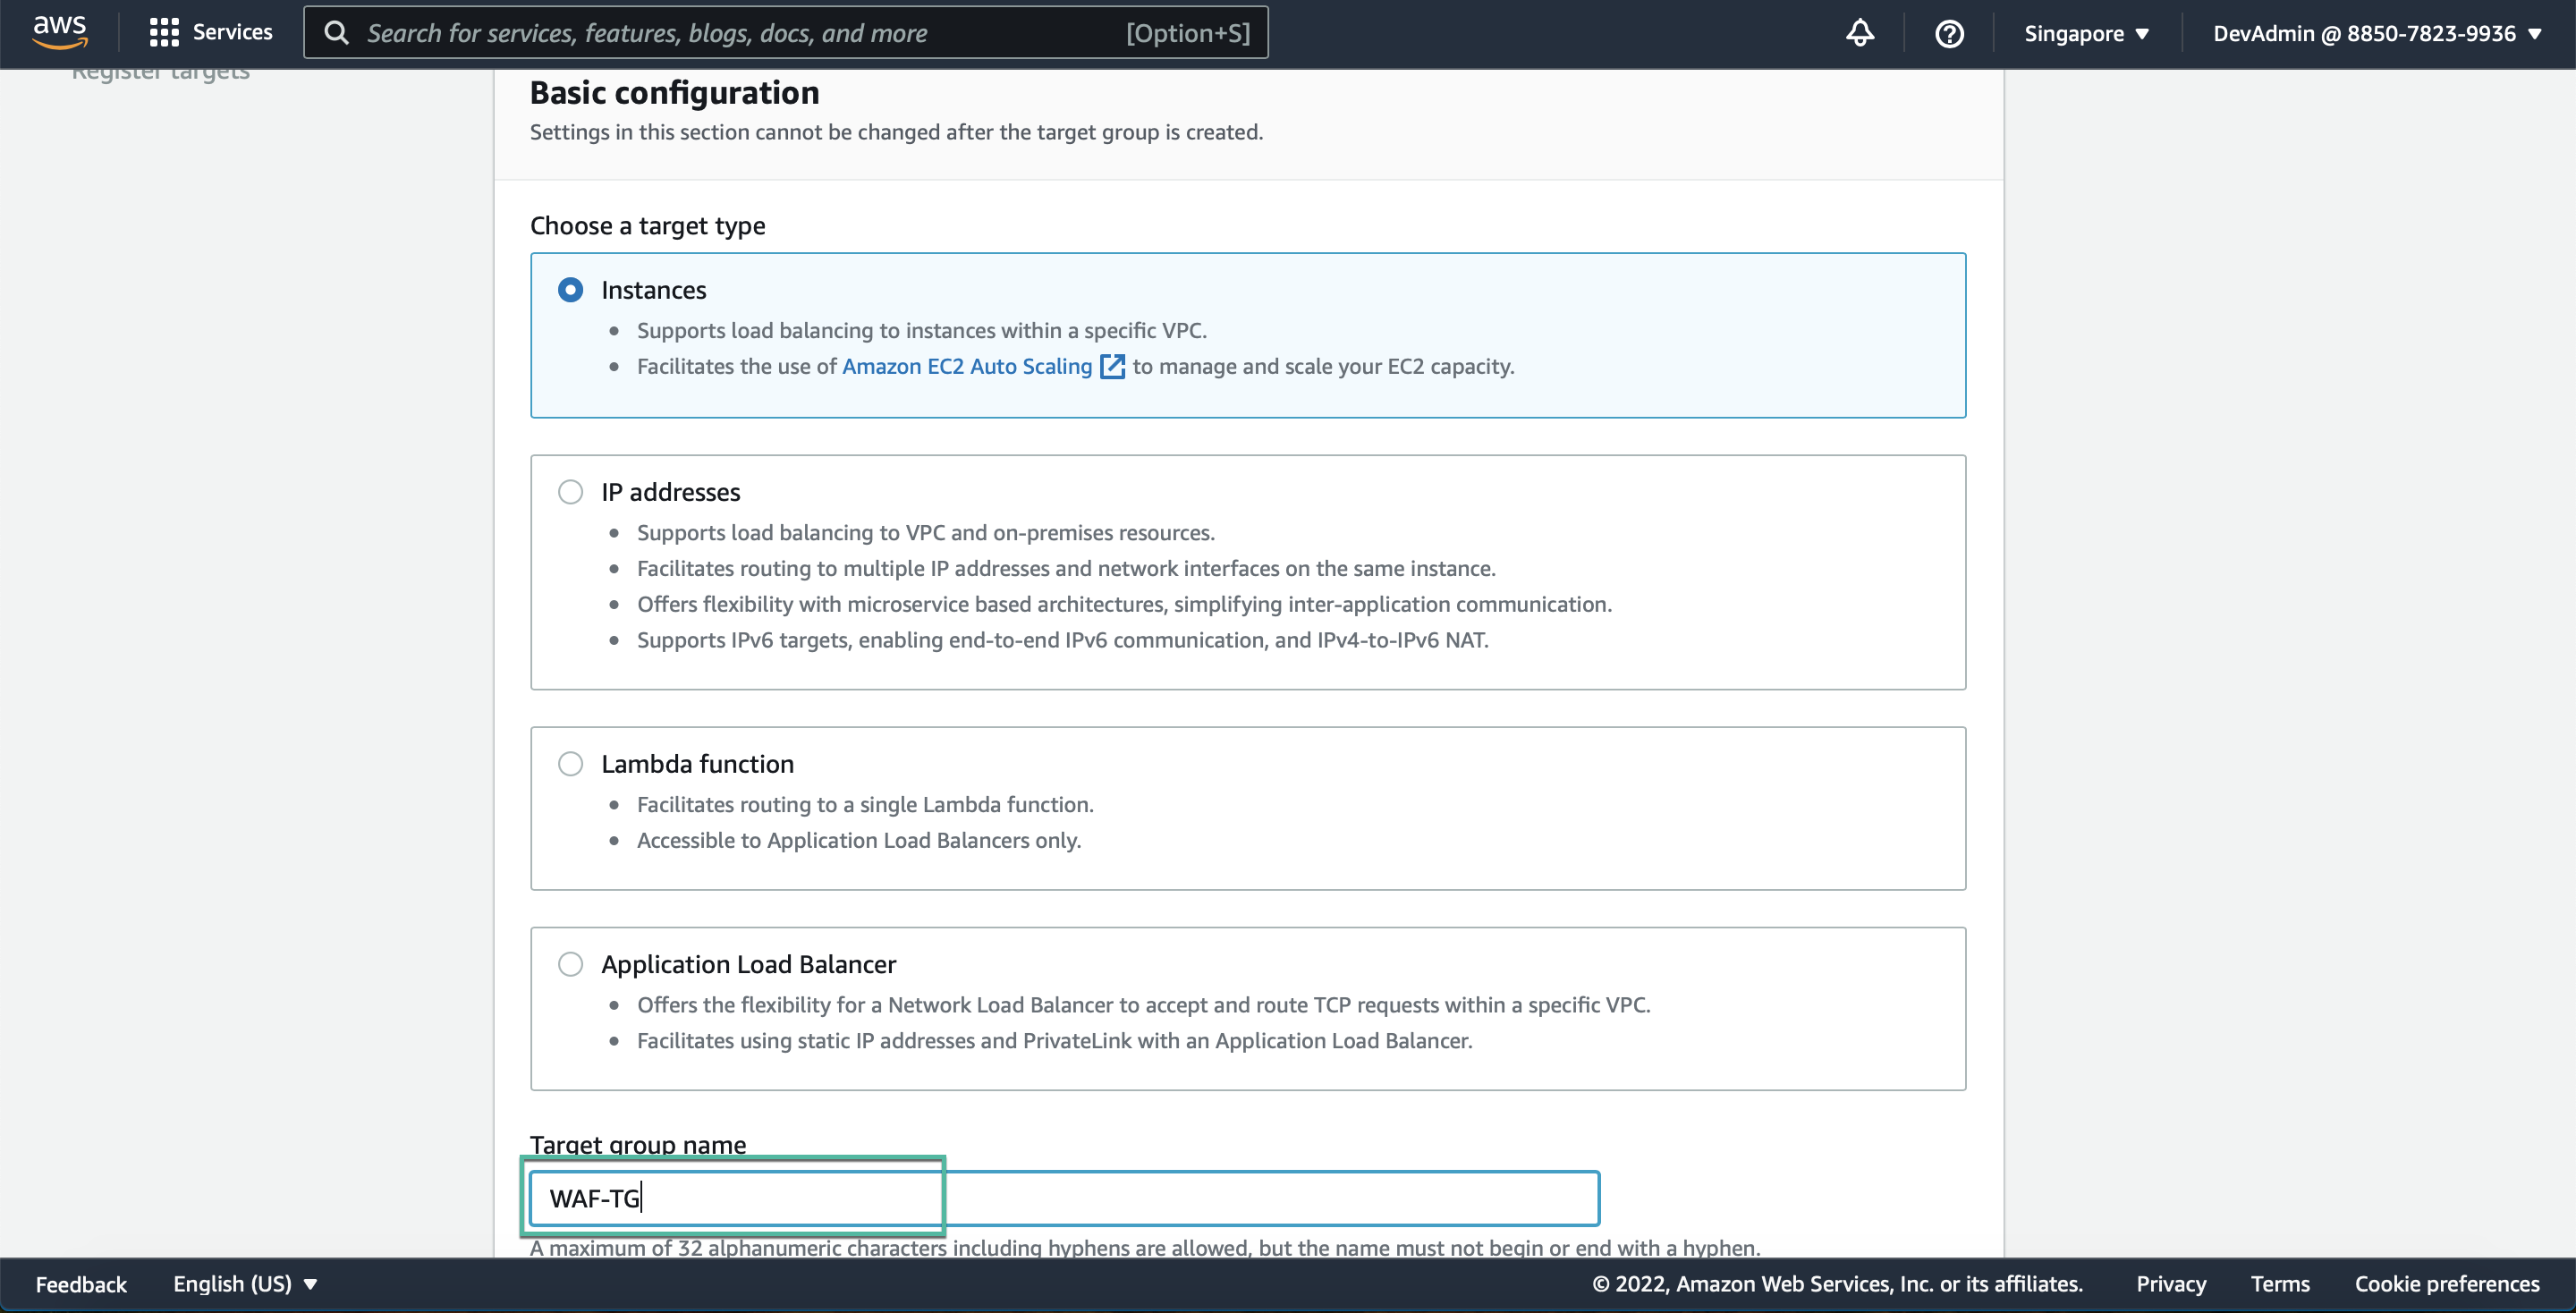 aws
Services
Search for services, features, blogs, docs, and more
[Option+S]
Singapore
DevAdmin @ 8850-7823-9936
Register targets
Basic configuration
Settings in this section cannot be changed after the target group is created.
Choose a target type
Instances
Supports load balancing to instances within a specific VPC.
Facilitates the use of Amazon EC2 Auto Scaling to manage and scale your EC2 capacity.
IP addresses
Supports load balancing to VPC and on-premises resources.
Facilitates routing to multiple IP addresses and network interfaces on the same instance.
Offers flexibility with microservice based architectures, simplifying inter-application communication.
Supports IPv6 targets, enabling end-to-end IPv6 communication, and IPv4-to-IPv6 NAT.
Lambda function
Facilitates routing to a single Lambda function.
Accessible to Application Load Balancers only.
Application Load Balancer
Offers the flexibility for a Network Load Balancer to accept and route TCP requests within a specific VPC.
Facilitates using static IP addresses and PrivateLink with an Application Load Balancer.
Target group name
WAF-TG
A maximum of 32 alphanumeric characters including hyphens are allowed, but the name must not begin or end with a hyphen.
Feedback
English (US)
© 2022, Amazon Web Services, Inc. or its affiliates.
Privacy
Terms
Cookie preferences